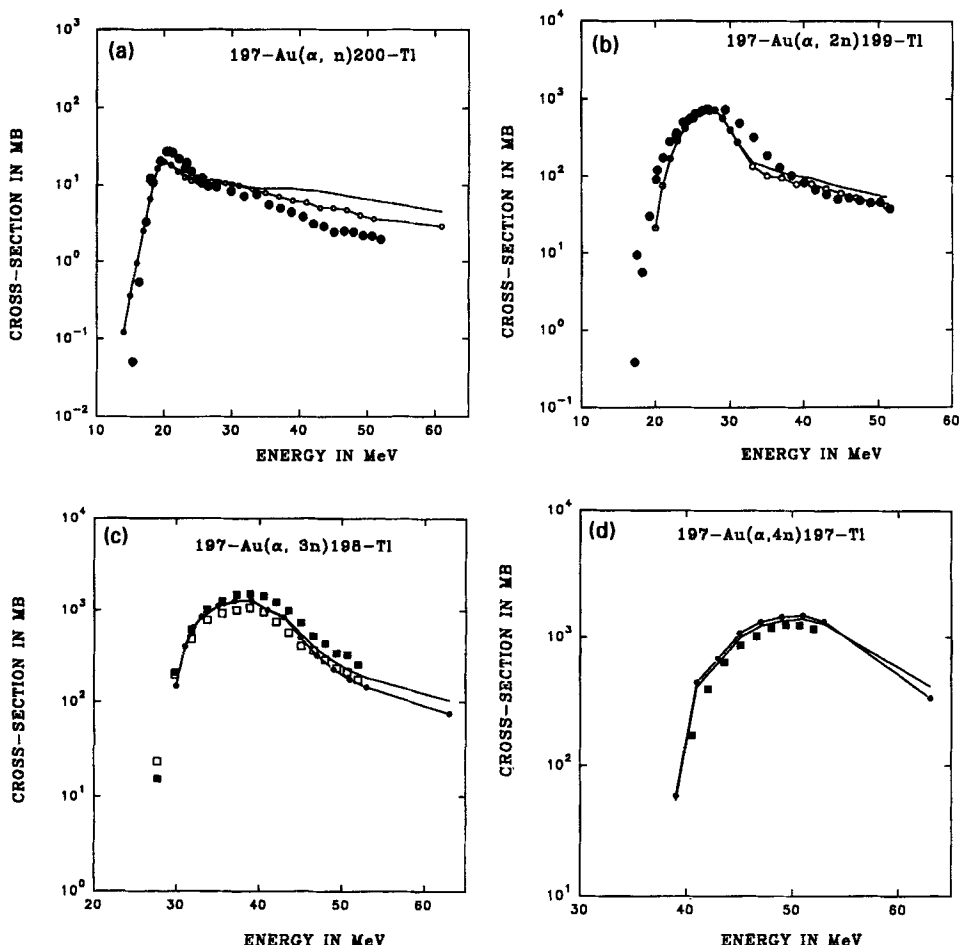 (a)
197-Au(α, n)200-Tl
CROSS-SECTION IN MB
10³
10²
10¹
10⁰
10⁻¹
10⁻²
10 20 30 40 50 60
ENERGY IN MeV
(b)
197-Au(α, 2n)199-Tl
CROSS-SECTION IN MB
10⁴
10³
10²
10¹
10⁰
10⁻¹
10 20 30 40 50 60
ENERGY IN MeV
(c)
197-Au(α, 3n)198-Tl
CROSS-SECTION IN MB
10⁴
10³
10²
10¹
10⁰
20 30 40 50 60
ENERGY IN MeV
(d)
197-Au(α,4n)197-Tl
CROSS-SECTION IN MB
10⁴
10³
10²
10¹
30 40 50 60
ENERGY IN MeV